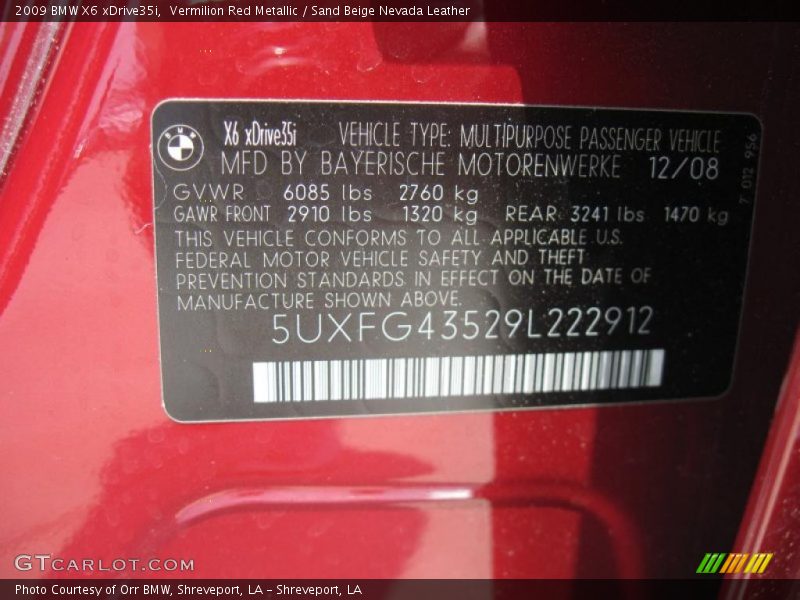 2009 BMW X6 xDrive35i,  Vermilion Red Metallic / Sand Beige Nevada Leather
BMW
X6 xDrive35i
VEHICLE TYPE: MULTIPURPOSE PASSENGER VEHICLE
MFD BY BAYERISCHE MOTORENWERKE 12/08
GVWR 6085 lbs 2760 kg
GAWR FRONT 2910 lbs 1320 kg REAR 3241 lbs 1470 kg
THIS VEHICLE CONFORMS TO ALL APPLICABLE U.S.
FEDERAL MOTOR VEHICLE SAFETY AND THEFT
PREVENTION STANDARDS IN EFFECT ON THE DATE OF
MANUFACTURE SHOWN ABOVE.
5UXFG43529L222912
7 012 956
GTCARLOT.COM
Photo Courtesy of Orr BMW, Shreveport, LA – Shreveport, LA